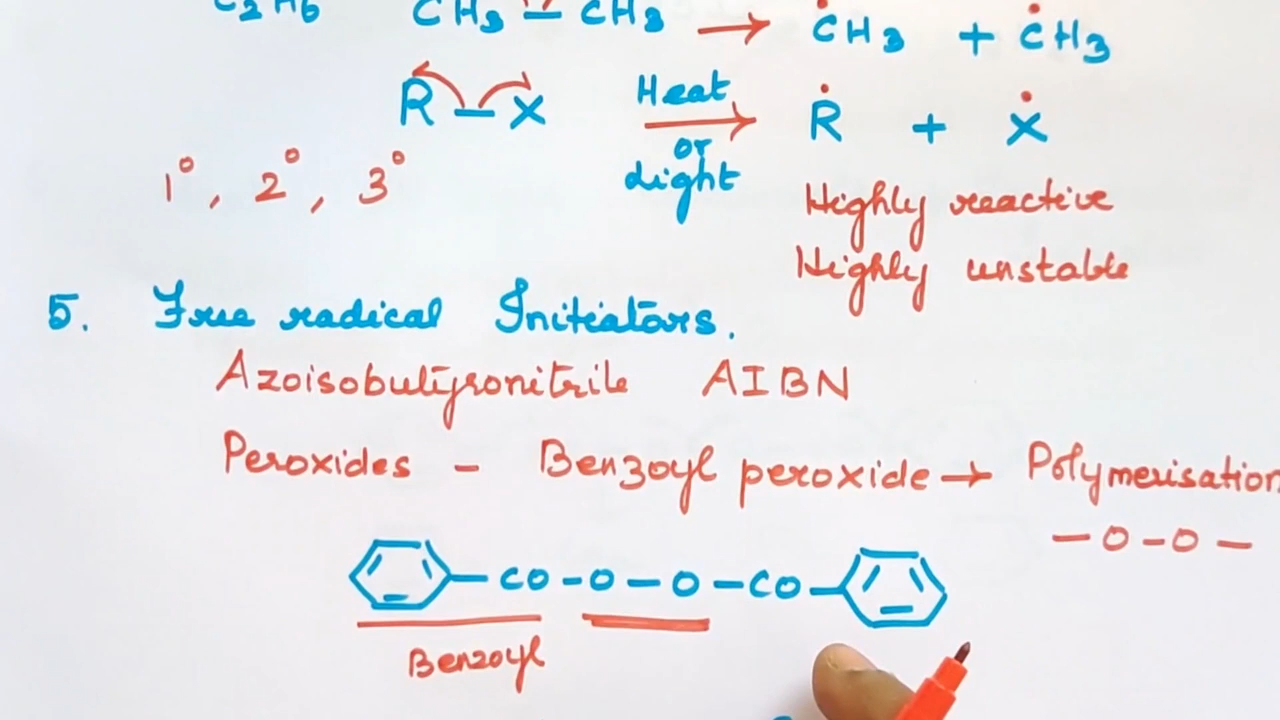 C2H6 CH3 — CH3 → ĊH3 + ĊH3
R — X Heat or Light → Ṙ + Ẋ
1°, 2°, 3°
Highly reactive
Highly unstable
5. Free radical Initiators.
Azoisobutyronitrile AIBN
Peroxides - Benzoyl peroxide → Polymerisation
— O - O —
— CO - O — O — CO —
Benzoyl